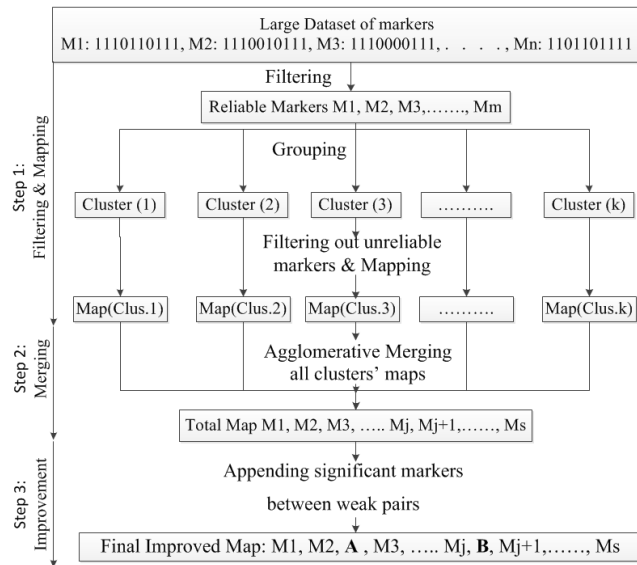 Large Dataset of markers
M1: 1110110111, M2: 1110010111, M3: 1110000111, . . . . , Mn: 1101101111
Filtering
Reliable Markers M1, M2, M3,……., Mm
Grouping
Step 1:
Filtering & Mapping
Cluster (1)
Cluster (2)
Cluster (3)
……….
Cluster (k)
Filtering out unreliable
markers & Mapping
Map(Clus.1)
Map(Clus.2)
Map(Clus.3)
……….
Map(Clus.k)
Step 2:
Merging
Agglomerative Merging
all clusters’ maps
Total Map M1, M2, M3, ….. Mj, Mj+1,……, Ms
Step 3:
Improvement
Appending significant markers
between weak pairs
Final Improved Map: M1, M2, A , M3, ….. Mj, B, Mj+1,……, Ms